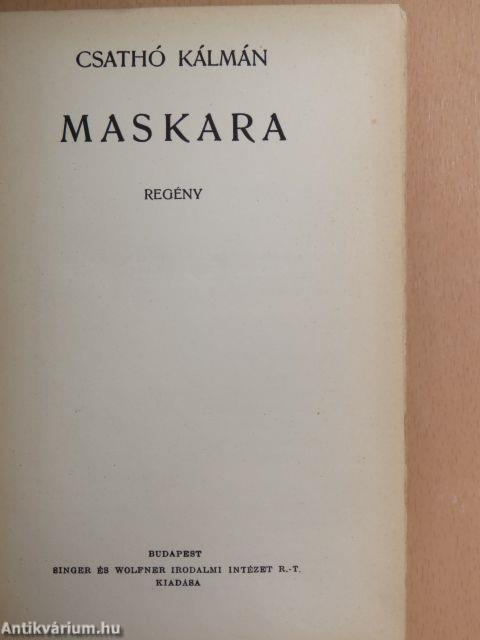 CSATHÓ KÁLMÁN
MASKARA
REGÉNY
BUDAPEST
SINGER ÉS WOLFNER IRODALMI INTÉZET R.-T.
KIADÁSA
Antikvárium.hu